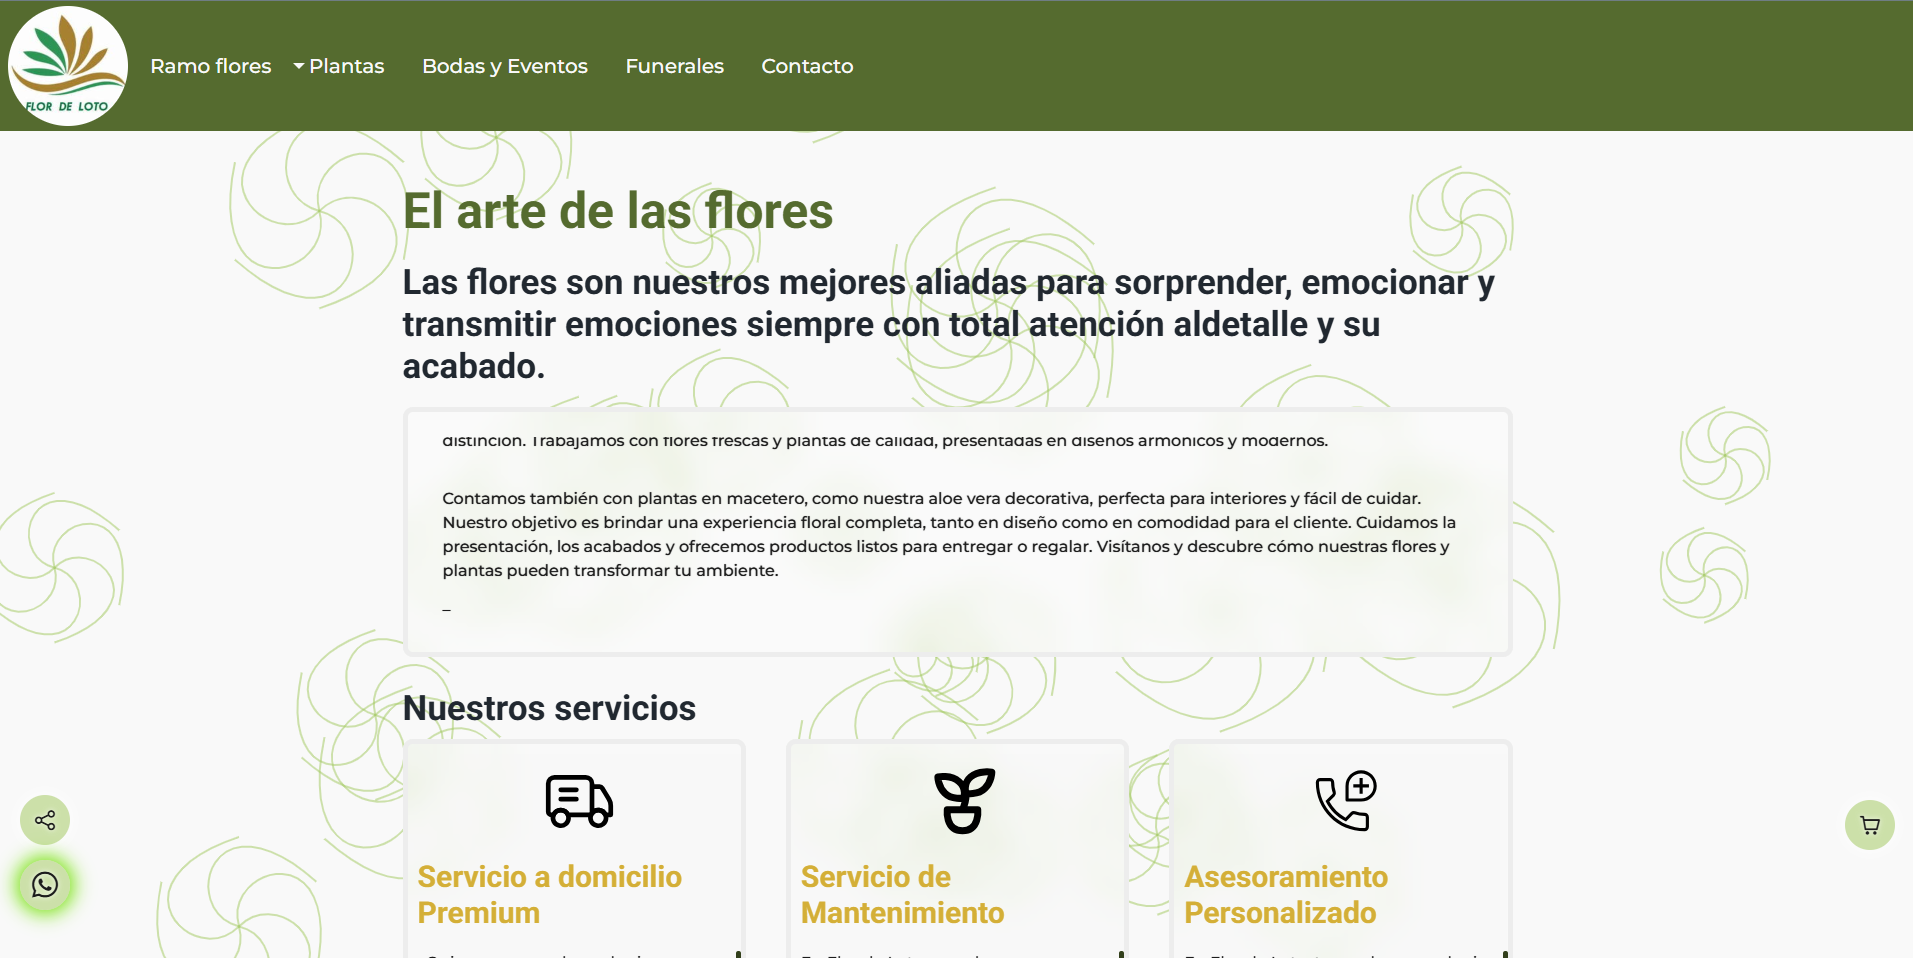 FLOR DE LOTO
Ramo flores
Plantas
Bodas y Eventos
Funerales
Contacto
El arte de las flores
Las flores son nuestros mejores aliadas para sorprender, emocionar y
transmitir emociones siempre con total atención aldetalle y su
acabado.
distinción. Trabajamos con flores frescas y plantas de calidad, presentadas en diseños armónicos y modernos.
Contamos también con plantas en macetero, como nuestra aloe vera decorativa, perfecta para interiores y fácil de cuidar.
Nuestro objetivo es brindar una experiencia floral completa, tanto en diseño como en comodidad para el cliente. Cuidamos la
presentación, los acabados y ofrecemos productos listos para entregar o regalar. Visítanos y descubre cómo nuestras flores y
plantas pueden transformar tu ambiente.
_
Nuestros servicios
Servicio a domicilio
Premium
Servicio de
Mantenimiento
Asesoramiento
Personalizado